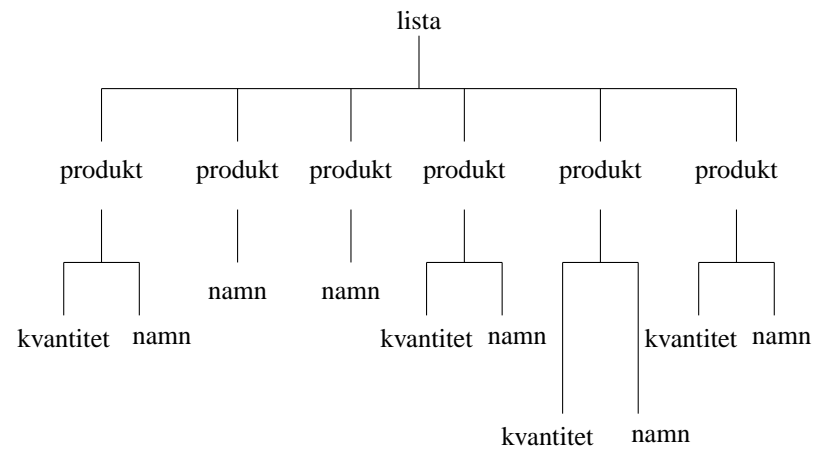 lista
produkt produkt produkt produkt produkt produkt
namn namn
kvantitet namn kvantitet namn kvantitet namn
kvantitet namn